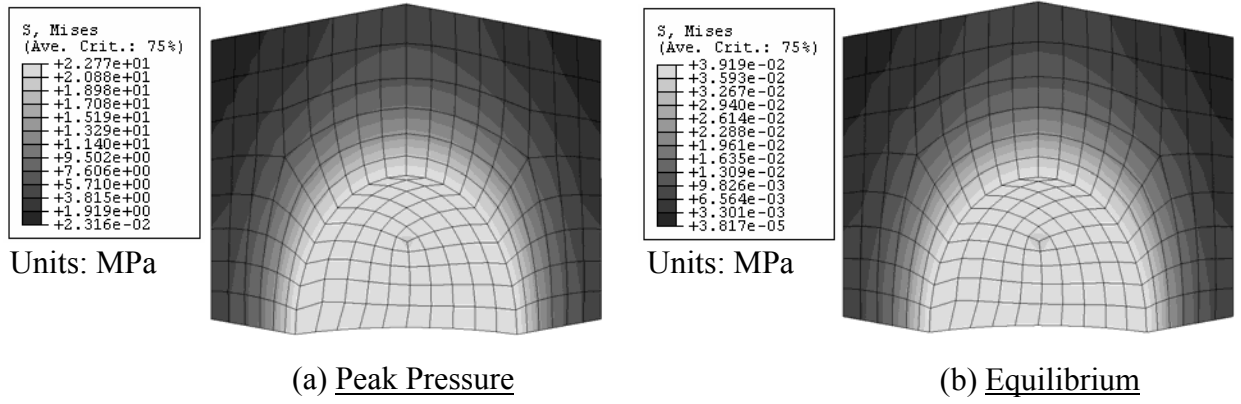 S, Mises
(Ave. Crit.: 75%)
+2.277e+01
+2.088e+01
+1.898e+01
+1.708e+01
+1.519e+01
+1.329e+01
+1.140e+01
+9.502e+00
+7.606e+00
+5.710e+00
+3.815e+00
+1.919e+00
+2.316e-02
Units: MPa
(a) Peak Pressure
S, Mises
(Ave. Crit.: 75%)
+3.919e-02
+3.593e-02
+3.267e-02
+2.940e-02
+2.614e-02
+2.288e-02
+1.961e-02
+1.635e-02
+1.309e-02
+9.826e-03
+6.564e-03
+3.301e-03
+3.817e-05
Units: MPa
(b) Equilibrium